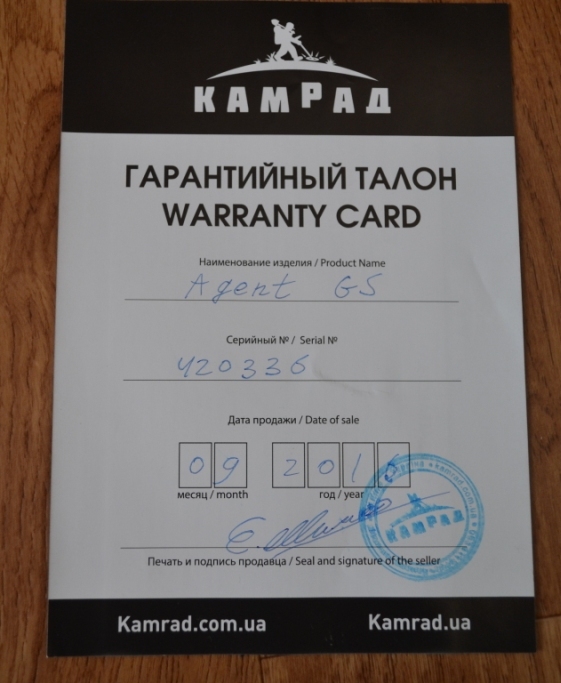 КАМРАД
ГАРАНТИЙНЫЙ ТАЛОН
WARRANTY CARD
Наименование изделия / Product Name
Agent GS
Серийный № / Serial №
420336
Дата продажи / Date of sale
09 2016
месяц / month год / year
КАМРАД
Печать и подпись продавца / Seal and signature of the seller
Kamrad.com.ua Kamrad.ua